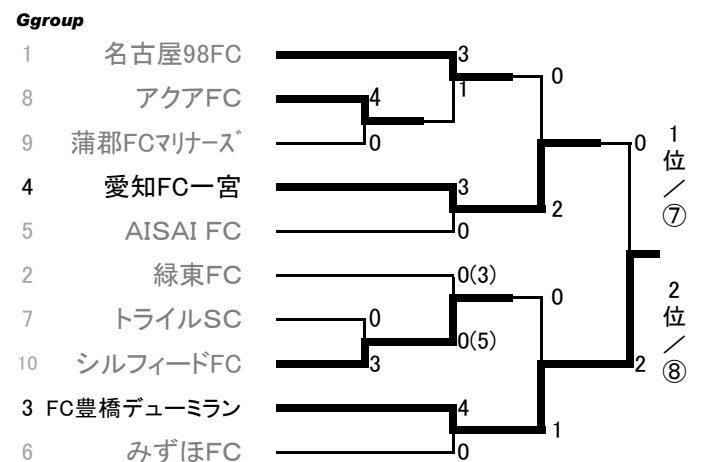 Ggroup
1 名古屋98FC 3
0
8 アクアFC 4 1
9 蒲郡FCマリナーズ 0
0
1位／⑦
4 愛知FC一宮 3
2
5 AISAI FC 0
2 緑東FC 0(3)
0
7 トライルSC 0
0(5)
10 シルフィードFC 3
2
2位／⑧
3 FC豊橋デューミラン 4
1
6 みずほFC 0